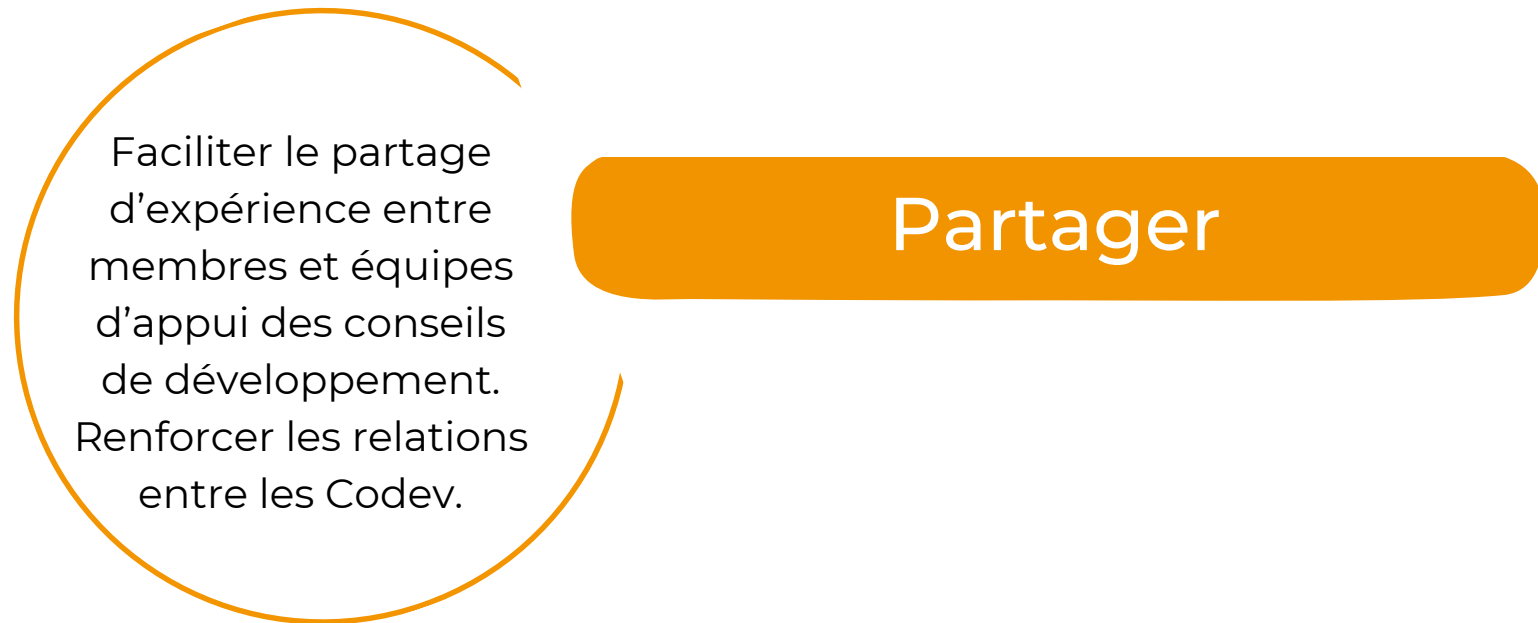 Faciliter le partage
d’expérience entre
membres et équipes
d’appui des conseils
de développement.
Renforcer les relations
entre les Codev.
Partager